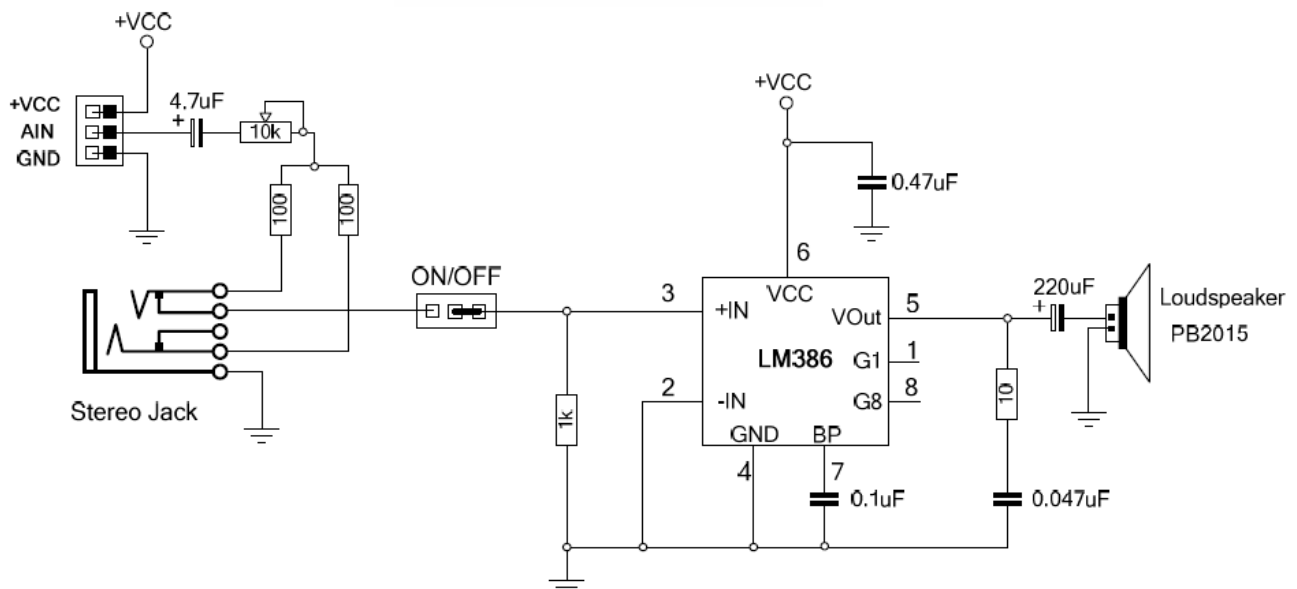 +VCC
+VCC
AIN
GND
4.7uF
+
10k
100
100
Stereo Jack
ON/OFF
1k
+VCC
0.47uF
6
3
+IN
VCC
VOut
5
LM386
G1
1
2
-IN
G8
8
GND
BP
4
7
0.1uF
10
0.047uF
220uF
+
Loudspeaker
PB2015